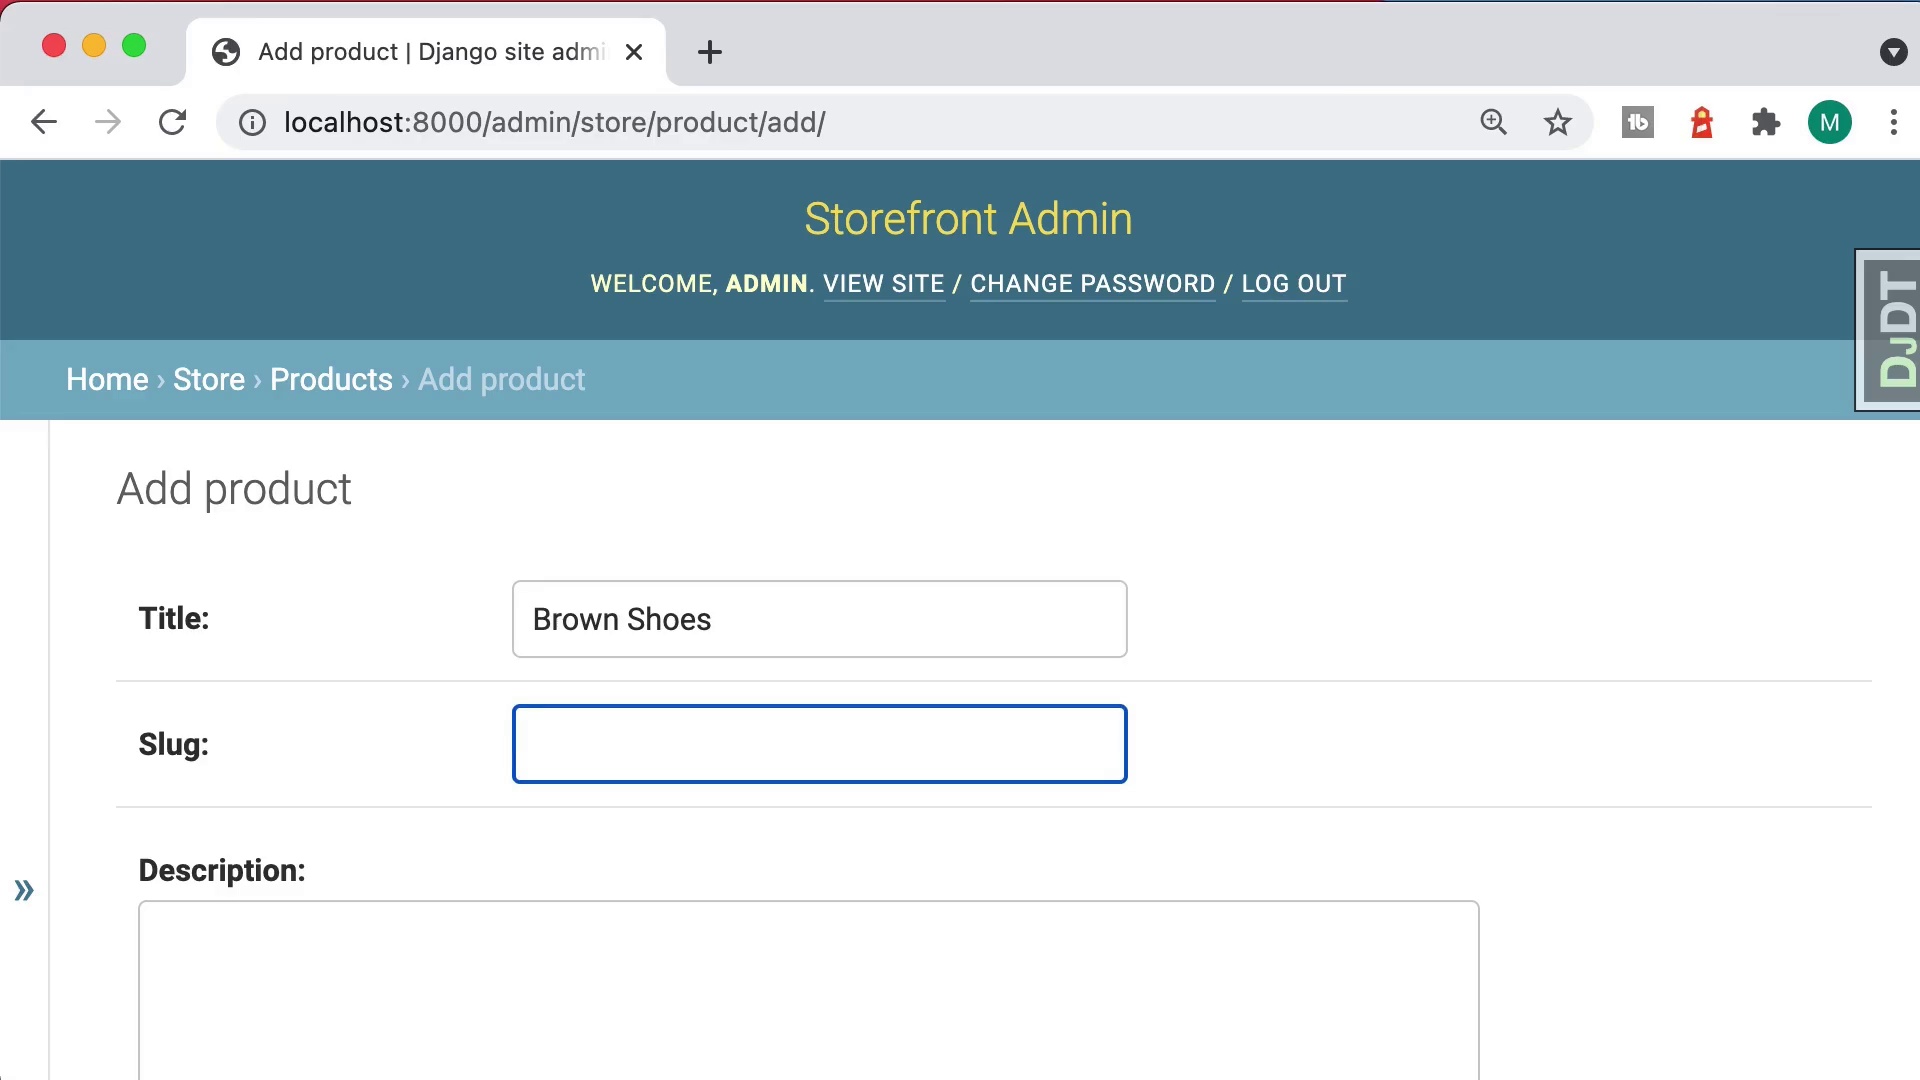 Add product | Django site admi
localhost:8000/admin/store/product/add/
M
Storefront Admin
WELCOME, ADMIN. VIEW SITE / CHANGE PASSWORD / LOG OUT
DJDT
Home › Store › Products › Add product
Add product
Title:
Brown Shoes
Slug:
Description:
»